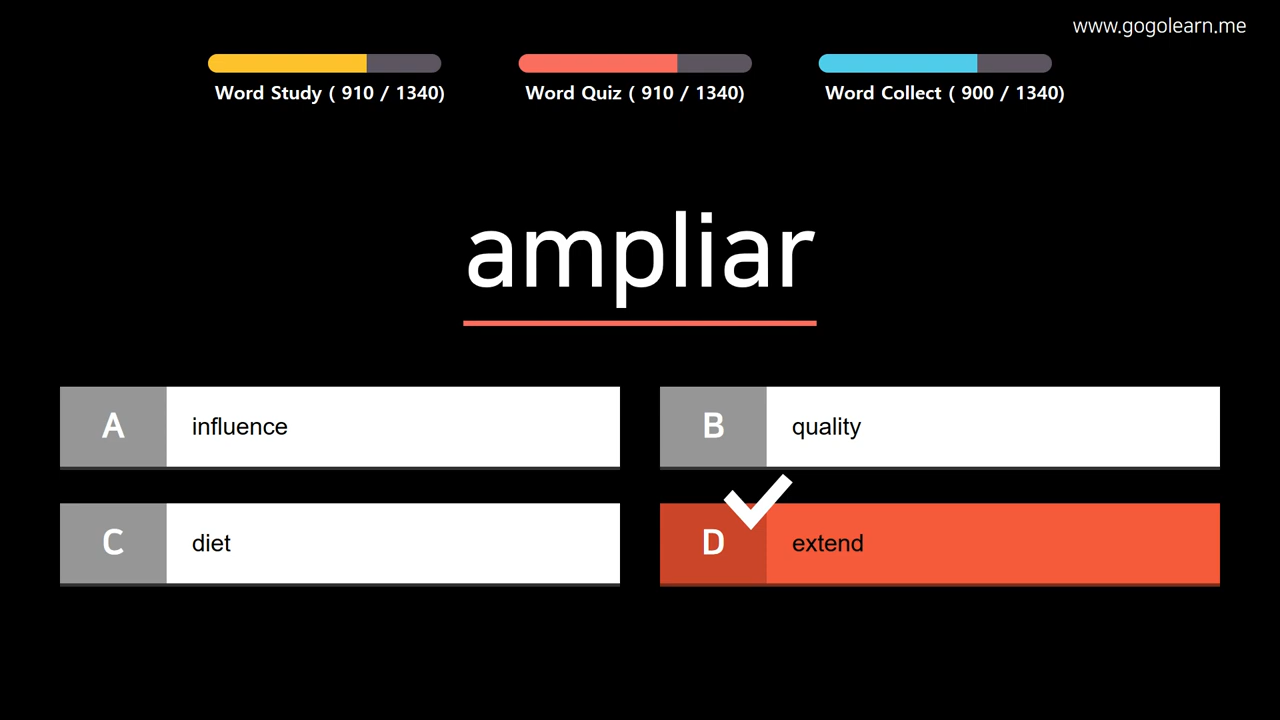 www.gogolearn.me
Word Study ( 910 / 1340)
Word Quiz ( 910 / 1340)
Word Collect ( 900 / 1340)
ampliar
A influence
B quality
C diet
D extend